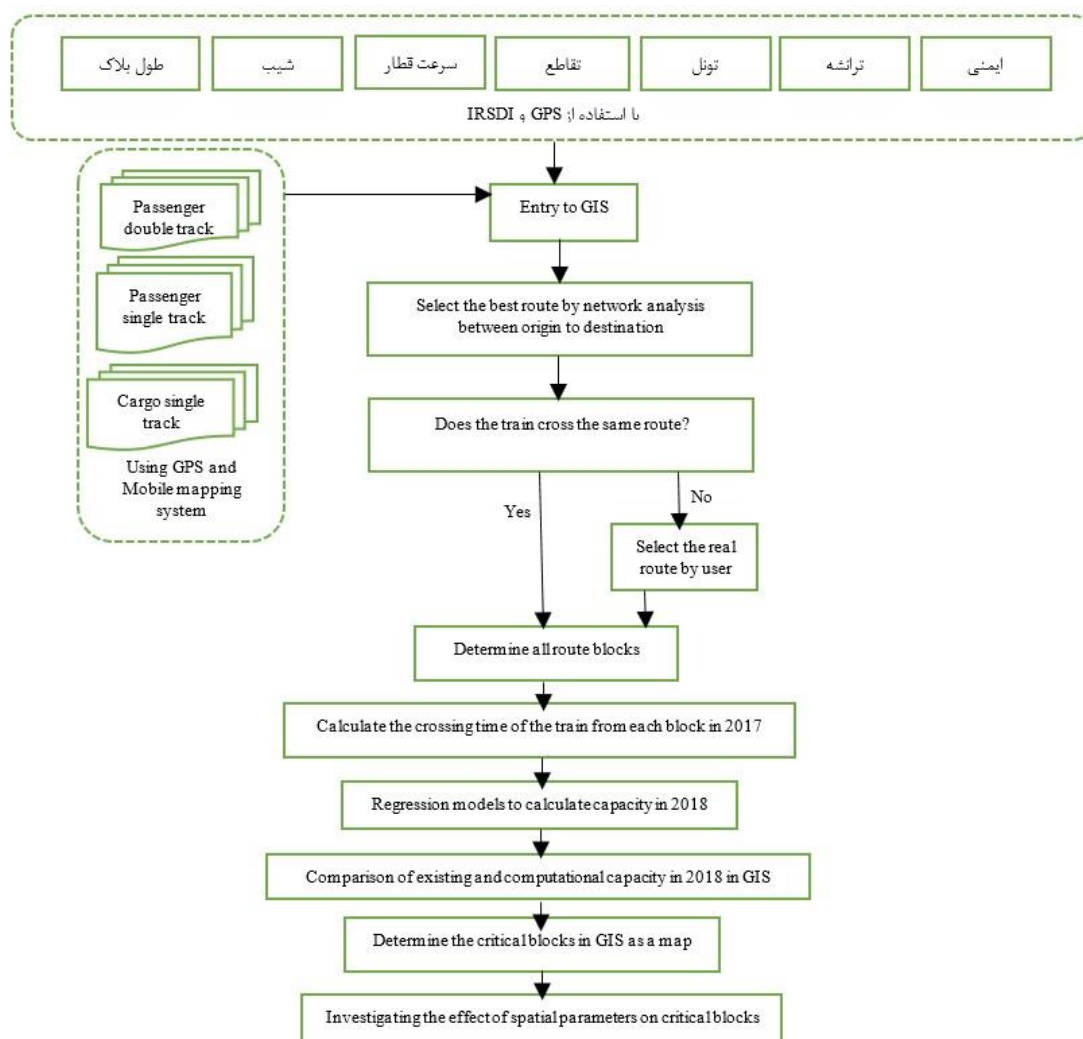 طول بلاک
شیب
سرعت قطار
تقاطع
تونل
ترانشه
ایمنی
با استفاده از GPS و IRSDI
Passenger
double track
Passenger
single track
Cargo single
track
Using GPS and
Mobile mapping
system
Entry to GIS
Select the best route by network analysis
between origin to destination
Does the train cross the same route?
Yes
No
Select the real
route by user
Determine all route blocks
Calculate the crossing time of the train from each block in 2017
Regression models to calculate capacity in 2018
Comparison of existing and computational capacity in 2018 in GIS
Determine the critical blocks in GIS as a map
Investigating the effect of spatial parameters on critical blocks